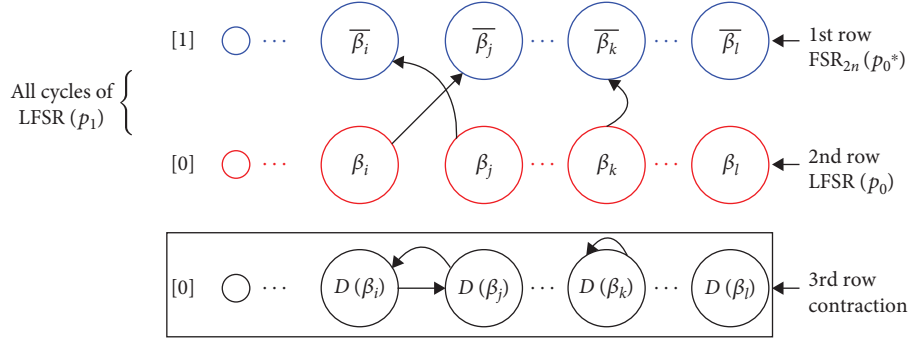 [1] ... β̅ᵢ β̅ⱼ ... β̅ₖ ... β̅ₗ 1st row
FSR₂ₙ (p₀*)
All cycles of
LFSR (p₁)
[0] ... βᵢ βⱼ ... βₖ ... βₗ 2nd row
LFSR (p₀)
[0] ... D (βᵢ) D (βⱼ) ... D (βₖ) ... D (βₗ) 3rd row
contraction